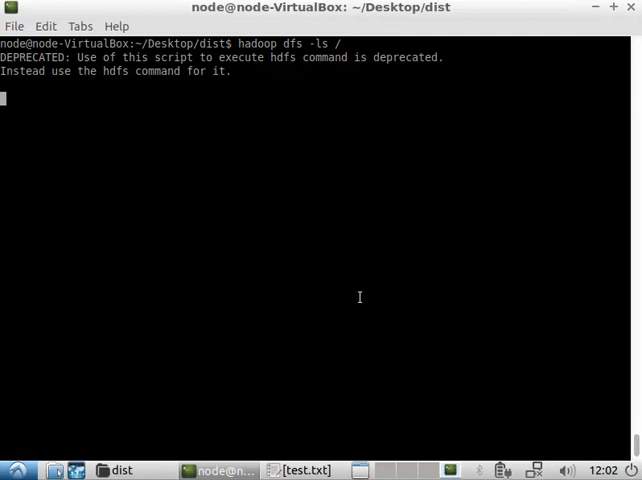 node@node-VirtualBox: ~/Desktop/dist
File Edit Tabs Help
node@node-VirtualBox:~/Desktop/dist$ hadoop dfs -ls /
DEPRECATED: Use of this script to execute hdfs command is deprecated.
Instead use the hdfs command for it.
dist node@n... [test.txt] 12:02